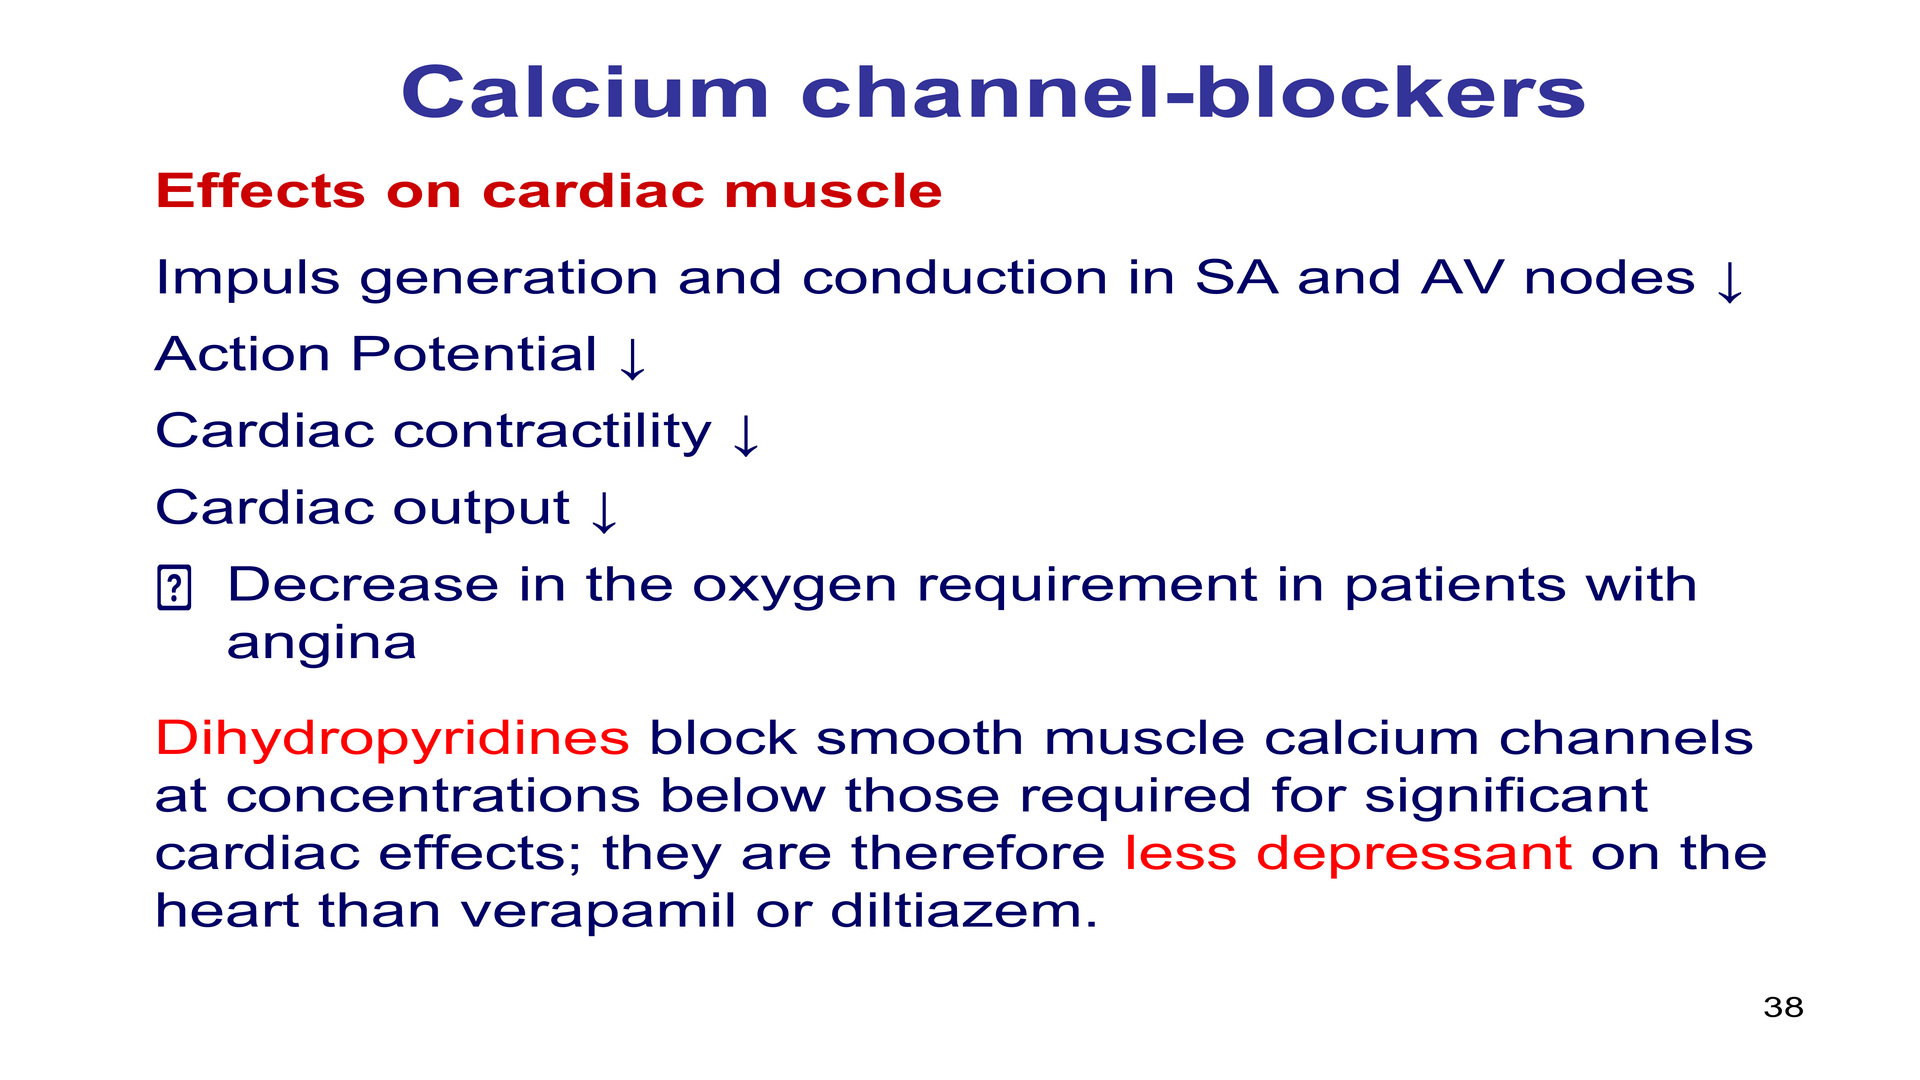 Calcium channel-blockers
Effects on cardiac muscle
Impuls generation and conduction in SA and AV nodes ↓
Action Potential ↓
Cardiac contractility ↓
Cardiac output ↓
Decrease in the oxygen requirement in patients with
angina
Dihydropyridines block smooth muscle calcium channels
at concentrations below those required for significant
cardiac effects; they are therefore less depressant on the
heart than verapamil or diltiazem.
38